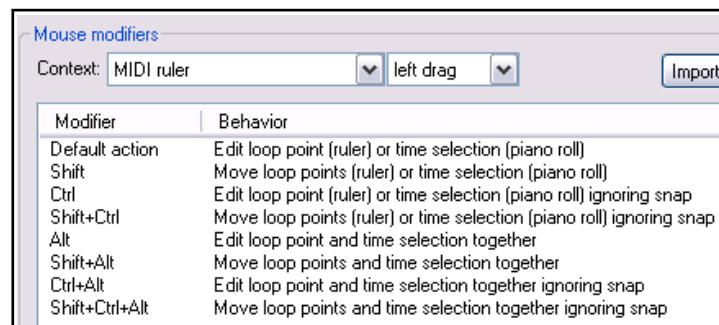 Mouse modifiers
Context: MIDI ruler left drag Import
Modifier Behavior
Default action Edit loop point (ruler) or time selection (piano roll)
Shift Move loop points (ruler) or time selection (piano roll)
Ctrl Edit loop point (ruler) or time selection (piano roll) ignoring snap
Shift+Ctrl Move loop points (ruler) or time selection (piano roll) ignoring snap
Alt Edit loop point and time selection together
Shift+Alt Move loop points and time selection together
Ctrl+Alt Edit loop point and time selection together ignoring snap
Shift+Ctrl+Alt Move loop points and time selection together ignoring snap